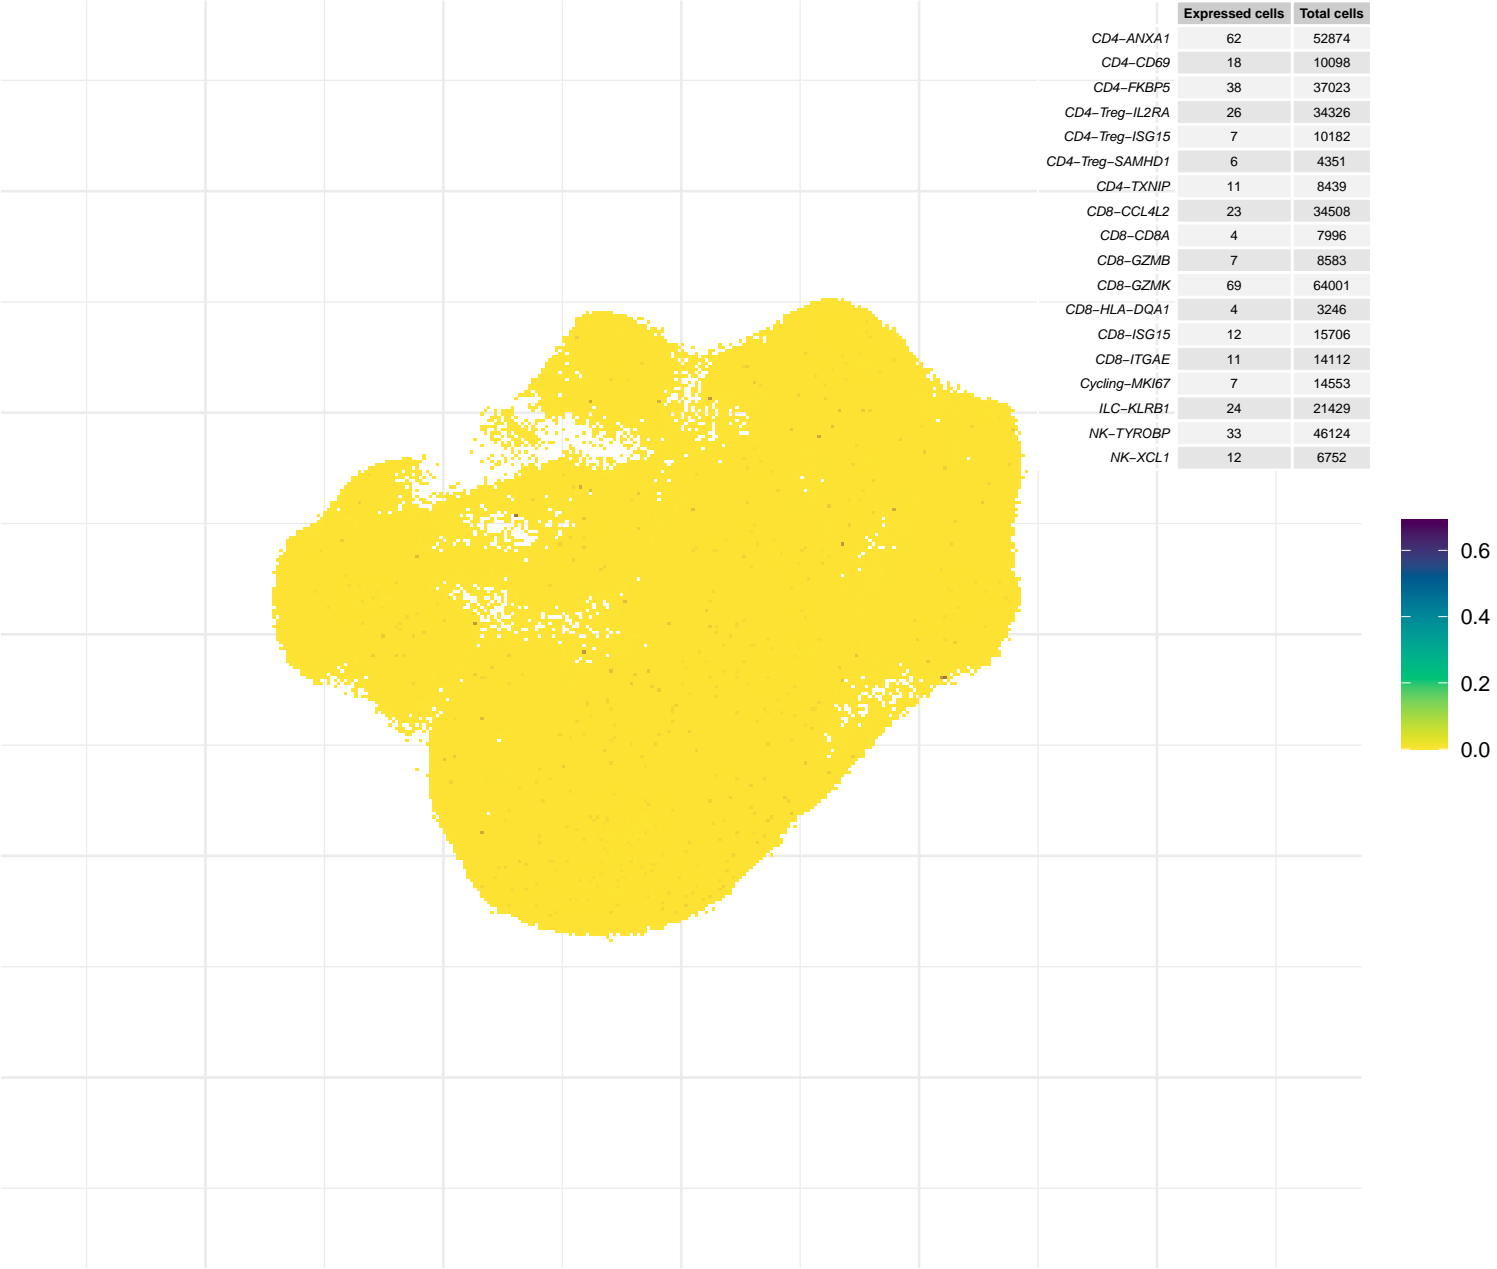 Expressed cells Total cells
CD4−ANXA1 62 52874
CD4−CD69 18 10098
CD4−FKBP5 38 37023
CD4−Treg−IL2RA 26 34326
CD4−Treg−ISG15 7 10182
CD4−Treg−SAMHD1 6 4351
CD4−TXNIP 11 8439
CD8−CCL4L2 23 34508
CD8−CD8A 4 7996
CD8−GZMB 7 8583
CD8−GZMK 69 64001
CD8−HLA−DQA1 4 3246
CD8−ISG15 12 15706
CD8−ITGAE 11 14112
Cycling−MKI67 7 14553
ILC−KLRB1 24 21429
NK−TYROBP 33 46124
NK−XCL1 12 6752
0.6
0.4
0.2
0.0